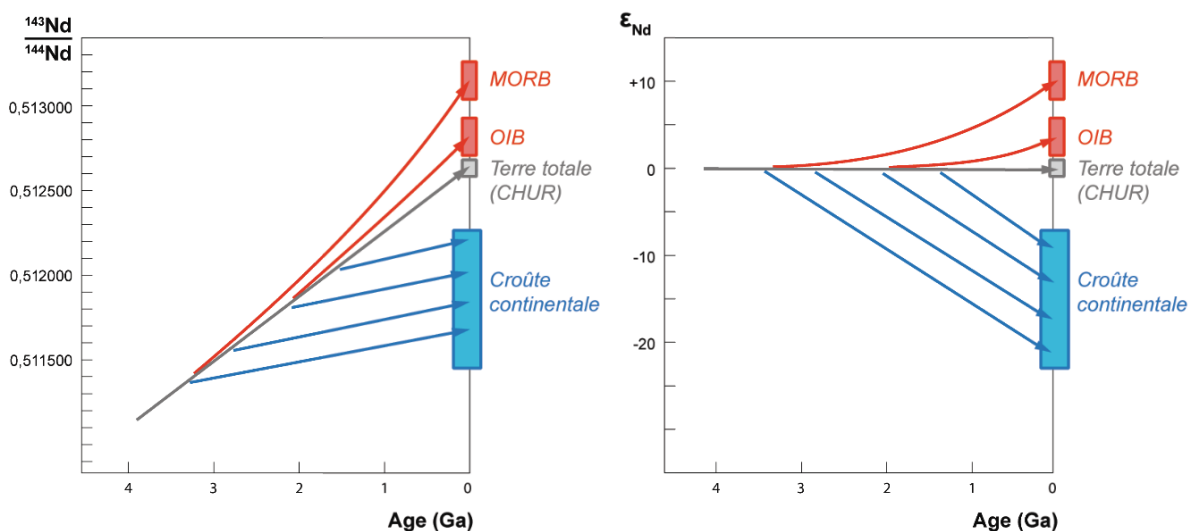 143Nd
144Nd
0,513000
0,512500
0,512000
0,511500
MORB
OIB
Terre totale
(CHUR)
Croûte
continentale
4 3 2 1 0
Age (Ga)
εNd
+10
0
-10
-20
MORB
OIB
Terre totale
(CHUR)
Croûte
continentale
4 3 2 1 0
Age (Ga)